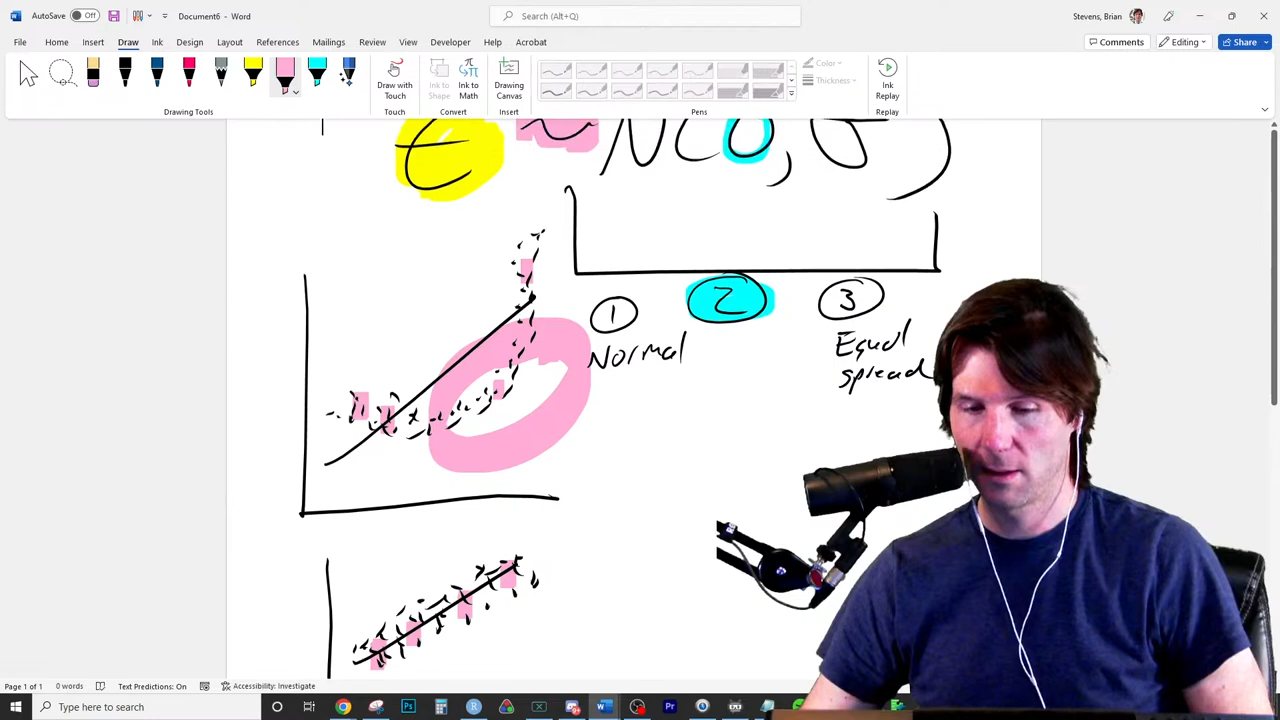 AutoSave Off Document6 - Word Search (Alt+Q) Stevens, Brian
File Home Insert Draw Ink Design Layout References Mailings Review View Developer Help Acrobat Comments Editing Share
Draw with Touch
Ink to Shape
Ink to Math
Drawing Canvas
Color
Thickness
Ink Replay
Drawing Tools Touch Convert Insert Pens Replay
ε ~ N(0, σ)
1 2 3
Normal
Equal spread
Page 1 of 1 0 words Text Predictions: On Accessibility: Investigate
Type here to search